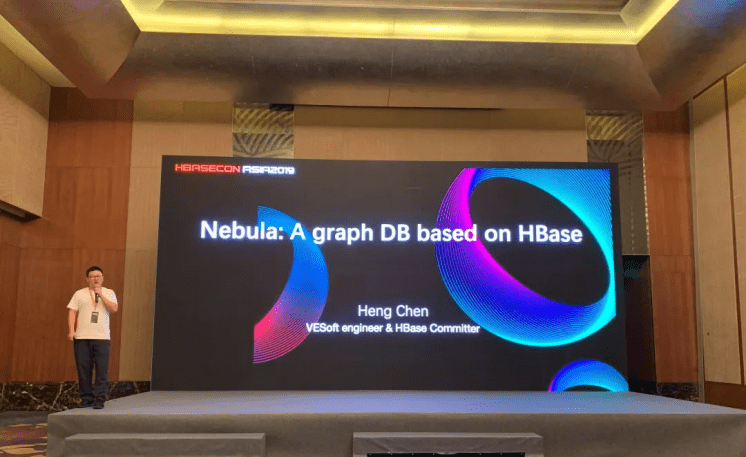 HBASECON ASIA2019
Nebula: A graph DB based on HBase
Heng Chen
VESoft engineer & HBase Committer